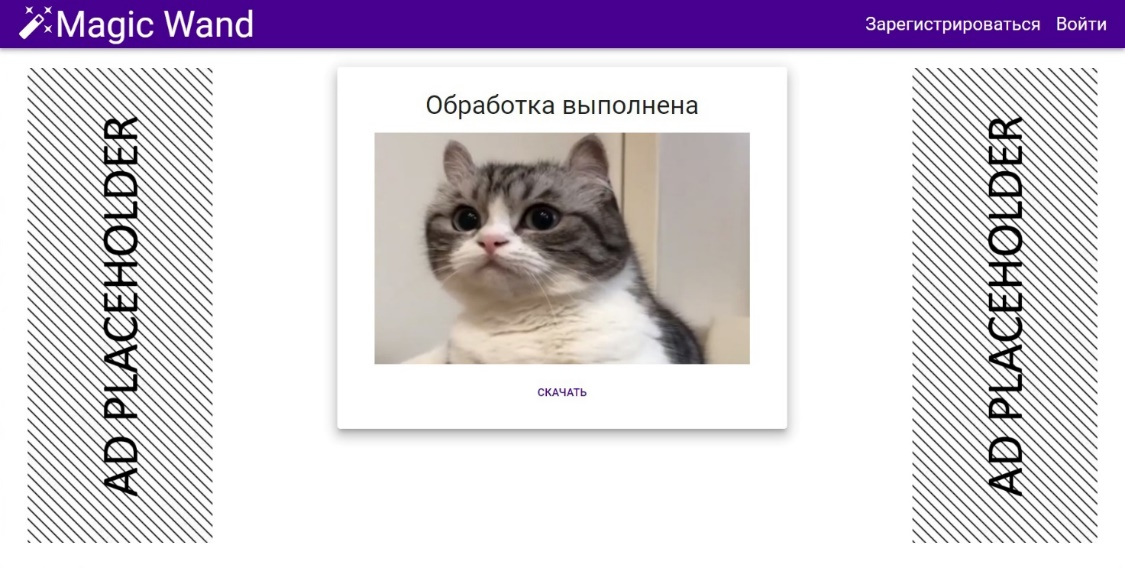 Magic Wand
Зарегистрироваться Войти
AD PLACEHOLDER
Обработка выполнена
СКАЧАТЬ
AD PLACEHOLDER